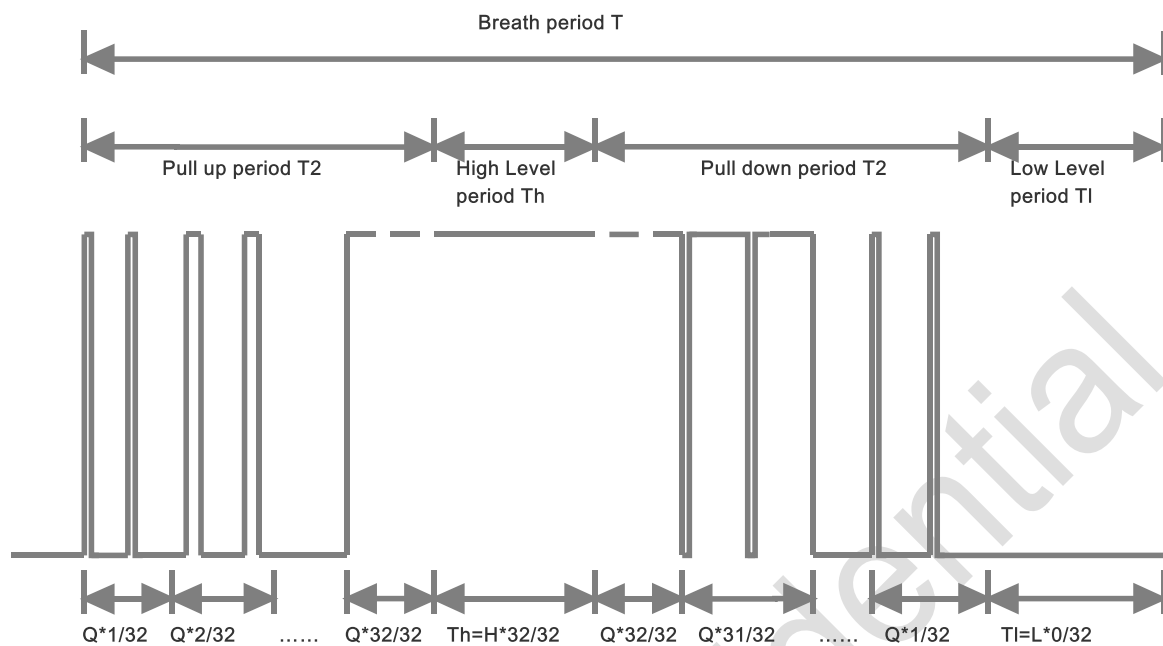 Breath period T
Pull up period T2
High Level
period Th
Pull down period T2
Low Level
period Tl
Q*1/32
Q*2/32
......
Q*32/32
Th=H*32/32
Q*32/32
Q*31/32
......
Q*1/32
Tl=L*0/32
dential